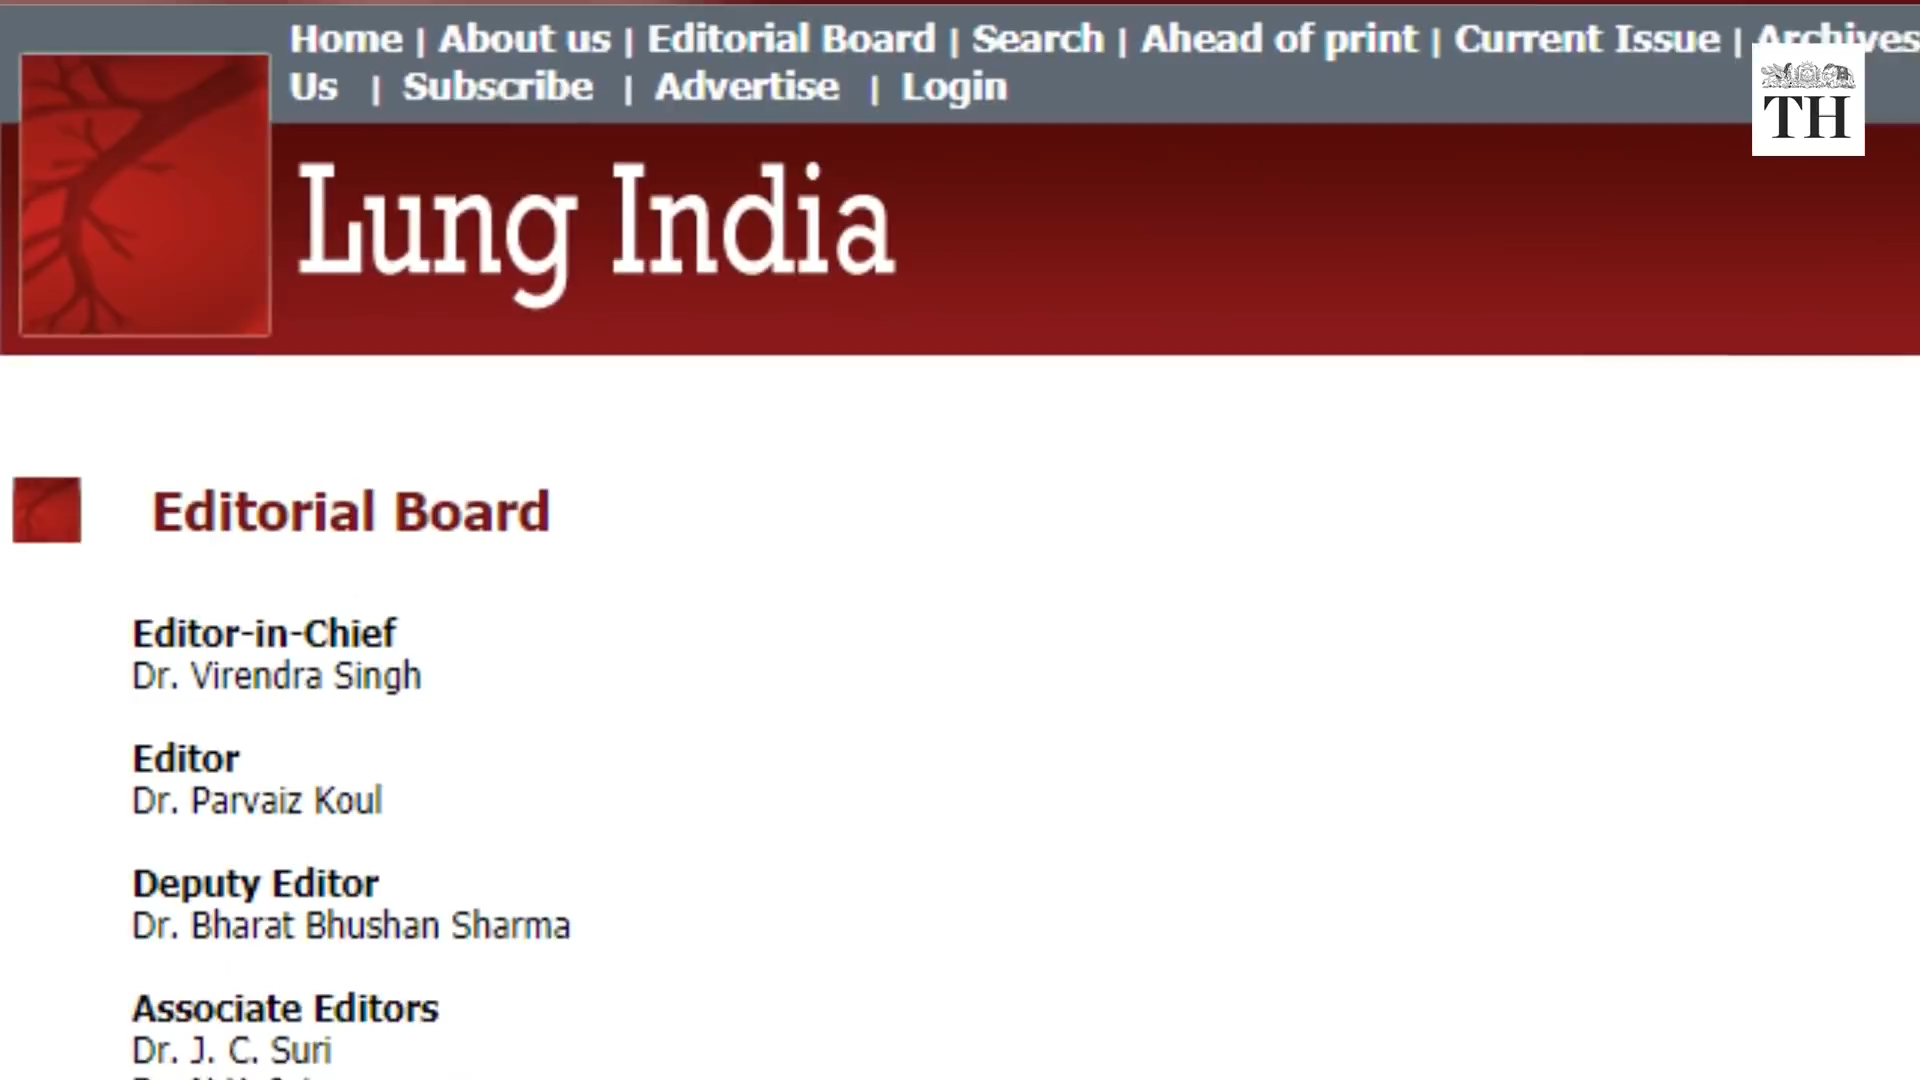 Home | About us | Editorial Board | Search | Ahead of print | Current Issue | Archives
Us | Subscribe | Advertise | Login
TH
Lung India
Editorial Board
Editor-in-Chief
Dr. Virendra Singh
Editor
Dr. Parvaiz Koul
Deputy Editor
Dr. Bharat Bhushan Sharma
Associate Editors
Dr. J. C. Suri